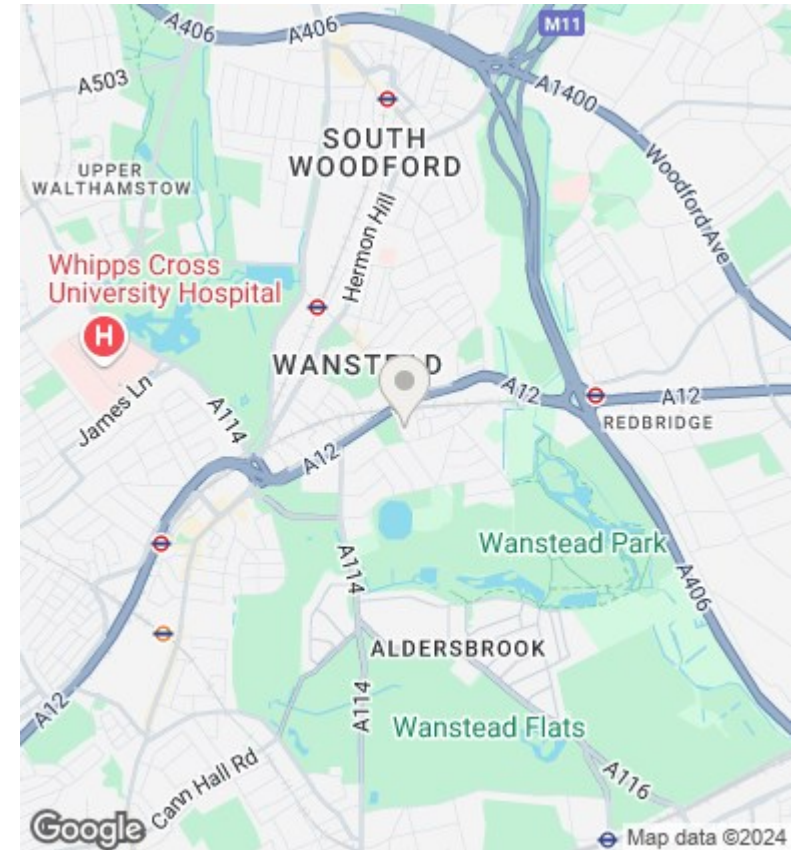 A406
A406
M11
A503
A1400
SOUTH
WOODFORD
UPPER
WALTHAMSTOW
Woodford Ave
Hermon Hill
Whipps Cross
University Hospital
H
WANSTEAD
James Ln
A114
A12
A12
REDBRIDGE
A12
A114
Wanstead Park
A406
ALDERSBROOK
A12
A114
Wanstead Flats
Cann Hall Rd
A116
Google
Map data ©2024